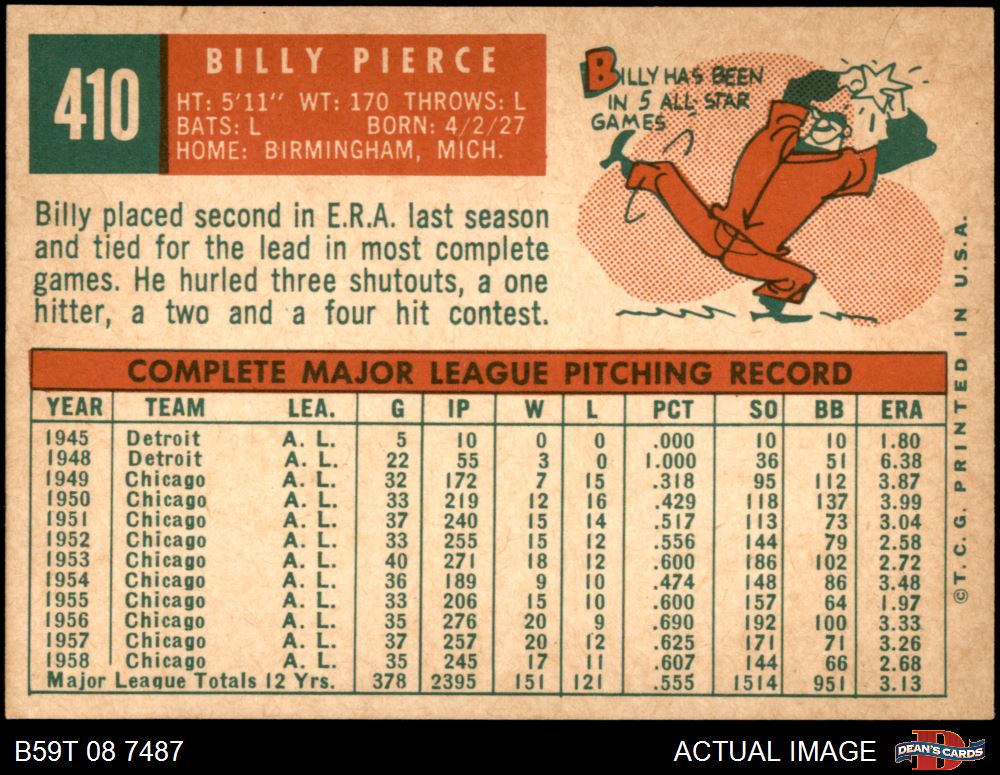 410
BILLY PIERCE
HT: 5'11" WT: 170 THROWS: L
BATS: L BORN: 4/2/27
HOME: BIRMINGHAM, MICH.
BILLY HAS BEEN
IN 5 ALL STAR
GAMES
Billy placed second in E.R.A. last season
and tied for the lead in most complete
games. He hurled three shutouts, a one
hitter, a two and a four hit contest.
COMPLETE MAJOR LEAGUE PITCHING RECORD
YEAR TEAM LEA. G IP W L PCT SO BB ERA
1945 Detroit A. L. 5 10 0 0 .000 10 10 1.80
1948 Detroit A. L. 22 55 3 0 1.000 36 51 6.38
1949 Chicago A. L. 32 172 7 15 .318 95 112 3.87
1950 Chicago A. L. 33 219 12 16 .429 118 137 3.99
1951 Chicago A. L. 37 240 15 14 .517 113 73 3.04
1952 Chicago A. L. 33 255 15 12 .556 144 79 2.58
1953 Chicago A. L. 40 271 18 12 .600 186 102 2.72
1954 Chicago A. L. 36 189 9 10 .474 148 86 3.48
1955 Chicago A. L. 33 206 15 10 .600 157 64 1.97
1956 Chicago A. L. 35 276 20 9 .690 192 100 3.33
1957 Chicago A. L. 37 257 20 12 .625 171 71 3.26
1958 Chicago A. L. 35 245 17 11 .607 144 66 2.68
Major League Totals 12 Yrs. 378 2395 151 121 .555 1514 951 3.13
©T. C. G. PRINTED IN U.S.A.
B59T 08 7487
ACTUAL IMAGE
DEAN'S CARDS